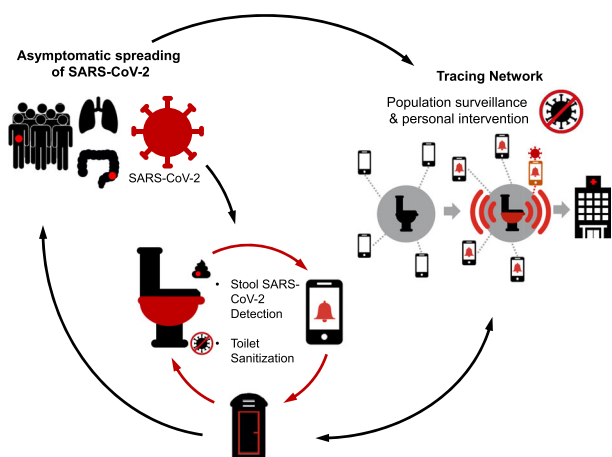 Asymptomatic spreading
of SARS-CoV-2
SARS-CoV-2
Tracing Network
Population surveillance
& personal intervention
• Stool SARS-
CoV-2
Detection
• Toilet
Sanitization